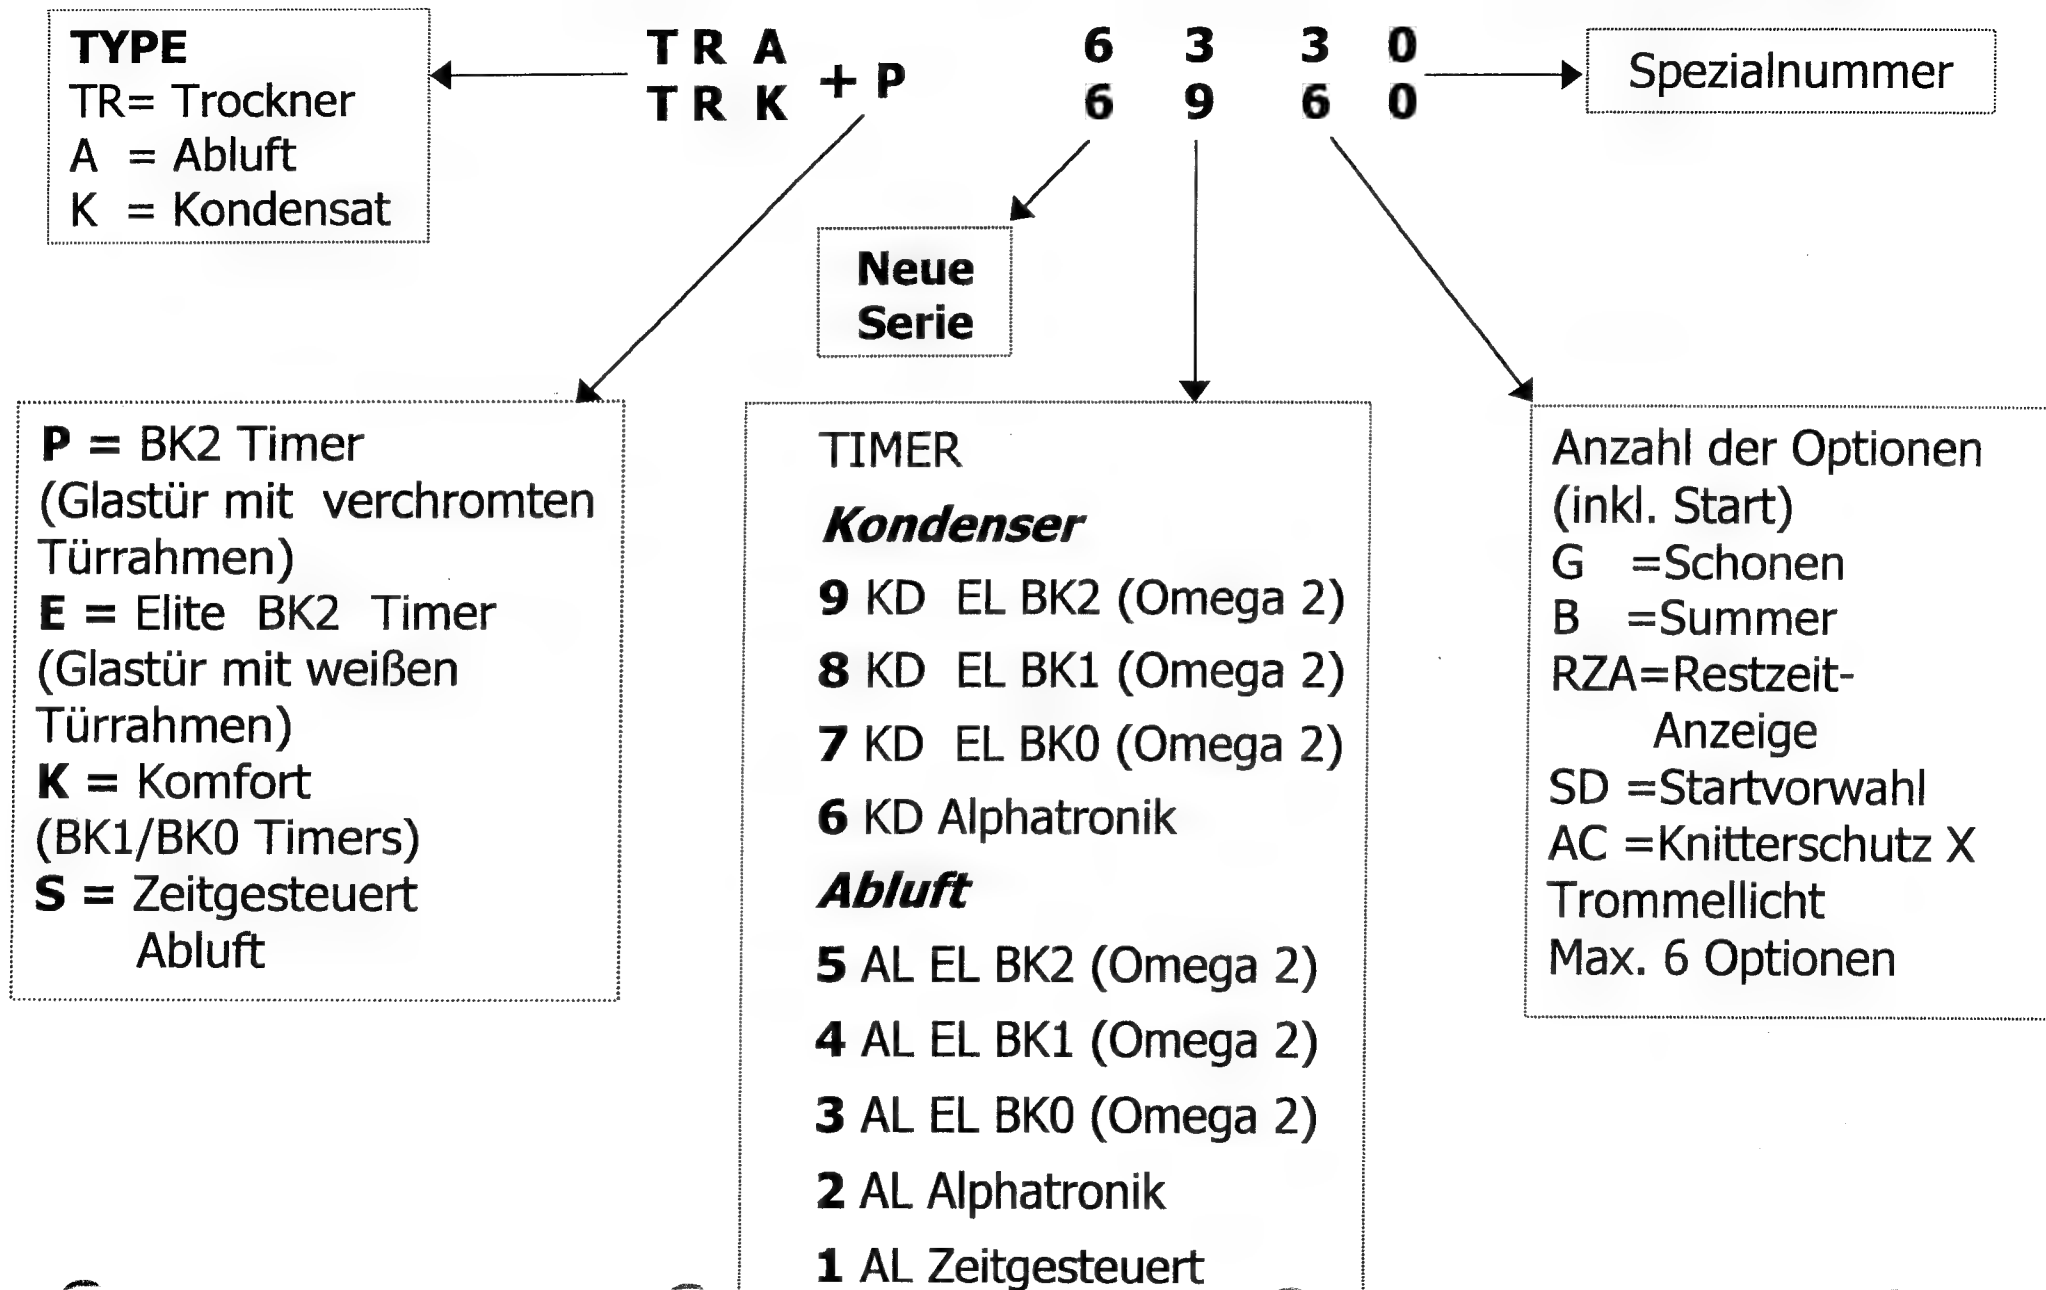 TYPE
TR= Trockner
A = Abluft
K = Kondensat
T R A
T R K
+ P
6 3 3 0
6 9 6 0
Spezialnummer
Neue
Serie
P = BK2 Timer
(Glastür mit verchromten
Türrahmen)
E = Elite BK2 Timer
(Glastür mit weißen
Türrahmen)
K = Komfort
(BK1/BK0 Timers)
S = Zeitgesteuert
Abluft
TIMER
Kondenser
9 KD EL BK2 (Omega 2)
8 KD EL BK1 (Omega 2)
7 KD EL BK0 (Omega 2)
6 KD Alphatronik
Abluft
5 AL EL BK2 (Omega 2)
4 AL EL BK1 (Omega 2)
3 AL EL BK0 (Omega 2)
2 AL Alphatronik
1 AL Zeitgesteuert
Anzahl der Optionen
(inkl. Start)
G =Schonen
B =Summer
RZA=Restzeit-
Anzeige
SD =Startvorwahl
AC =Knitterschutz X
Trommellicht
Max. 6 Optionen